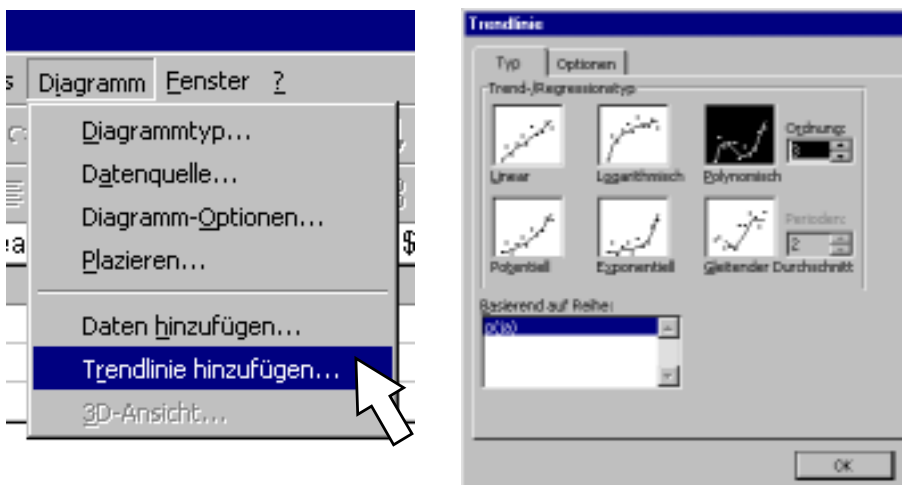 s Diagramm Fenster ?
Diagrammtyp...
Datenquelle...
Diagramm-Optionen...
Plazieren...
Daten hinzufügen...
Trendlinie hinzufügen...
3D-Ansicht...
ea
$
Trendlinie
Typ Optionen
Trend-/Regressionstyp
Linear Logarithmisch Polynomisch
Ordnung:
3
Potentiell Exponentiell Gleitender Durchschnitt
Perioden:
2
Basierend auf Reihe:
OK